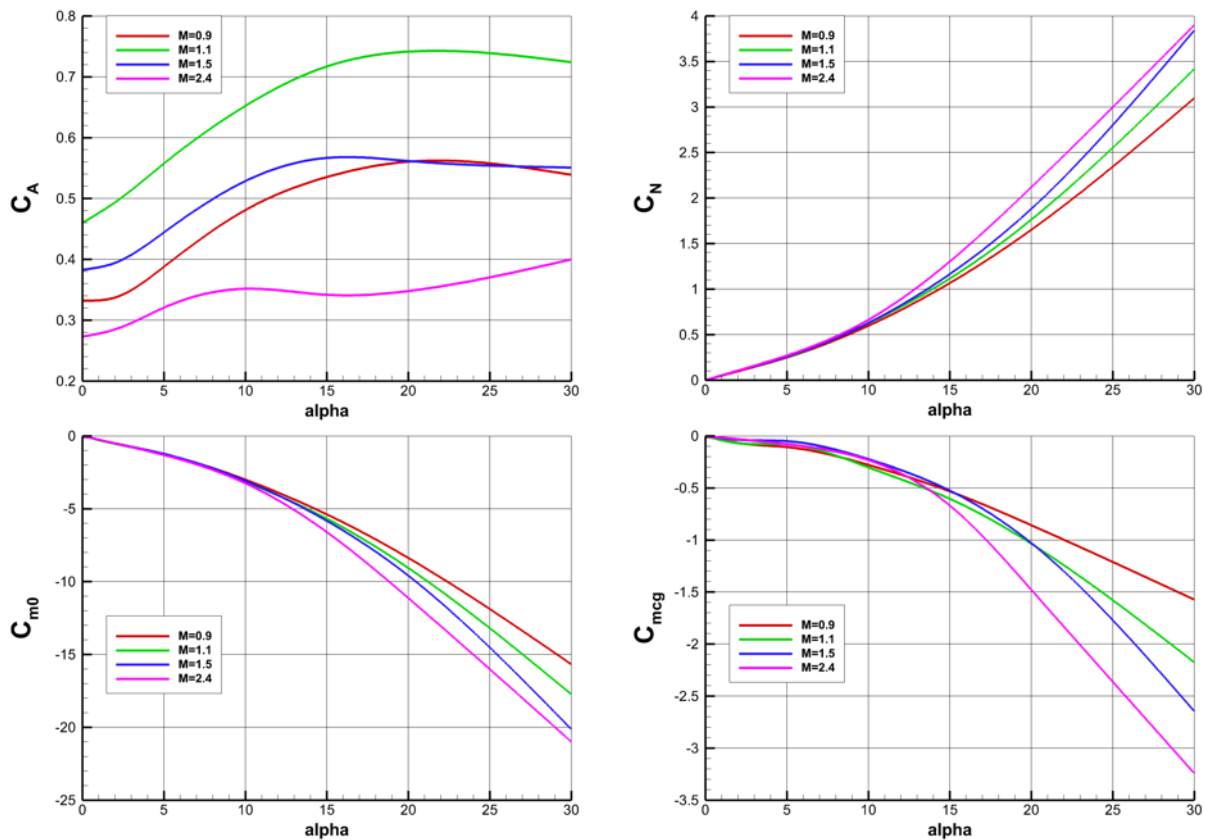 0.8
0.7
0.6
0.5
0.4
0.3
0.2
C_A
M=0.9
M=1.1
M=1.5
M=2.4
0 5 10 15 20 25 30
alpha
4
3.5
3
2.5
2
1.5
1
0.5
0
C_N
M=0.9
M=1.1
M=1.5
M=2.4
0 5 10 15 20 25 30
alpha
0
-5
-10
-15
-20
-25
C_m0
M=0.9
M=1.1
M=1.5
M=2.4
0 5 10 15 20 25 30
alpha
0
-0.5
-1
-1.5
-2
-2.5
-3
-3.5
C_mcg
M=0.9
M=1.1
M=1.5
M=2.4
0 5 10 15 20 25 30
alpha